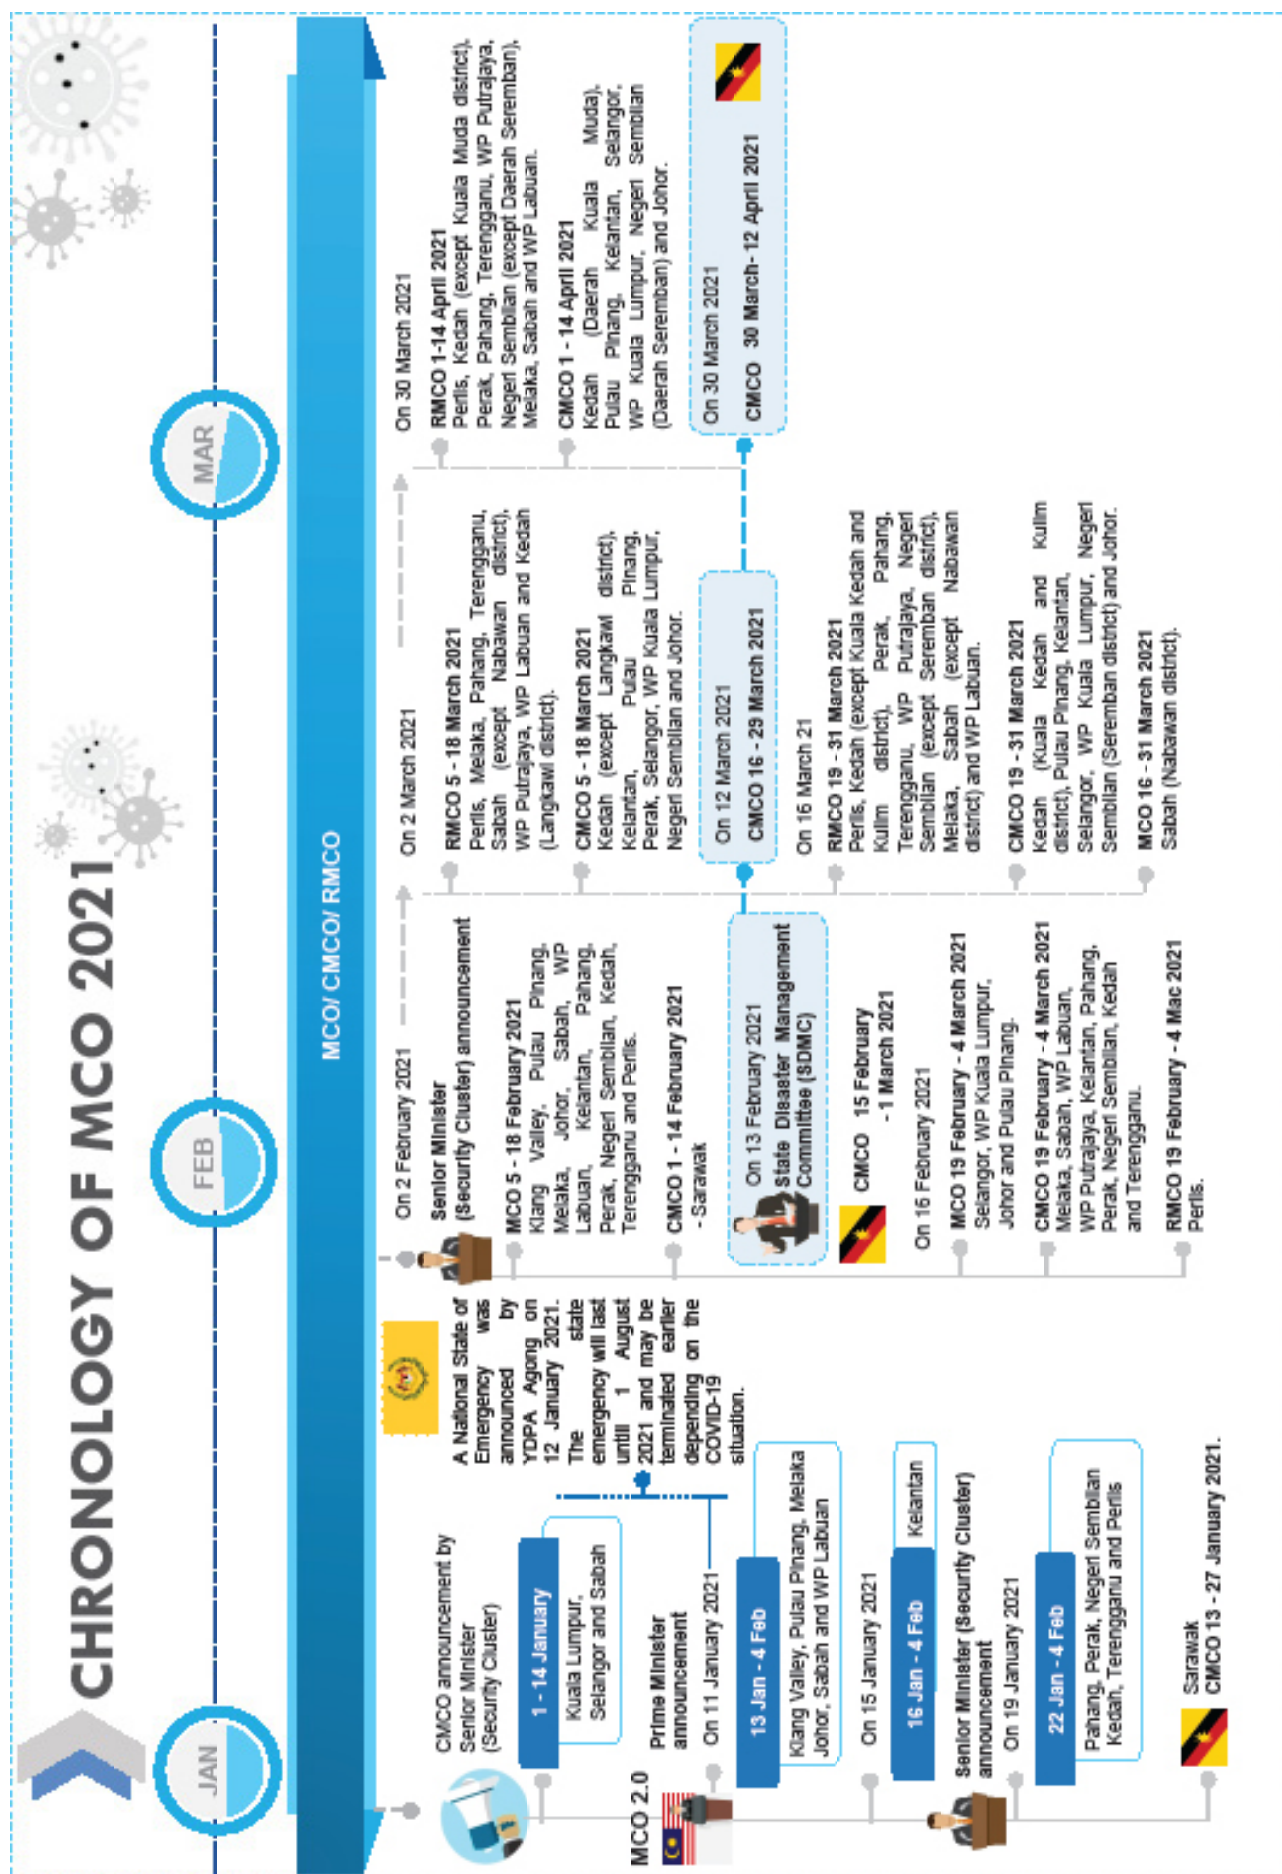 CHRONOLOGY OF MCO 2021
JAN
FEB
MAR
MCO/ CMCO/ RMCO
CMCO announcement by
Senior Minister
(Security Cluster)
1 - 14 January
Kuala Lumpur,
Selangor and Sabah
MCO 2.0
Prime Minister
announcement
On 11 January 2021
13 Jan - 4 Feb
Klang Valley, Pulau Pinang, Melaka
Johor, Sabah and WP Labuan
On 15 January 2021
16 Jan - 4 Feb
Kelantan
Senior Minister (Security Cluster)
announcement
On 19 January 2021
22 Jan - 4 Feb
Pahang, Perak, Negeri Sembilan
Kedah, Terengganu and Perlis
Sarawak
CMCO 13 - 27 January 2021.
A National State of
Emergency was
announced by
YDPA Agong on
12 January 2021.
The state
emergency will last
untill 1 August
2021 and may be
terminated earlier
depending on the
COVID-19
situation.
On 2 February 2021
Senior Minister
(Security Cluster) announcement
MCO 5 - 18 February 2021
Klang Valley, Pulau Pinang,
Melaka, Johor, Sabah, WP
Labuan, Kelantan, Pahang,
Perak, Negeri Sembilan, Kedah,
Terengganu and Perlis.
CMCO 1 - 14 February 2021
- Sarawak
On 13 February 2021
State Disaster Management
Committee (SDMC)
CMCO 15 February
- 1 March 2021
On 16 February 2021
MCO 19 February - 4 March 2021
Selangor, WP Kuala Lumpur,
Johor and Pulau Pinang.
CMCO 19 February - 4 March 2021
Melaka, Sabah, WP Labuan,
WP Putrajaya, Kelantan, Pahang,
Perak, Negeri Sembilan, Kedah
and Terengganu.
RMCO 19 February - 4 Mac 2021
Perlis.
On 2 March 2021
RMCO 5 - 18 March 2021
Perlis, Melaka, Pahang, Terengganu,
Sabah (except Nabawan district),
WP Putrajaya, WP Labuan and Kedah
(Langkawi district).
CMCO 5 - 18 March 2021
Kedah (except Langkawi district),
Kelantan, Pulau Pinang,
Perak, Selangor, WP Kuala Lumpur,
Negeri Sembilan and Johor.
On 12 March 2021
CMCO 16 - 29 March 2021
On 16 March 21
RMCO 19 - 31 March 2021
Perlis, Kedah (except Kuala Kedah and
Kulim district), Perak, Pahang,
Terengganu, WP Putrajaya, Negeri
Sembilan (except Seremban district),
Melaka, Sabah (except Nabawan
district) and WP Labuan.
CMCO 19 - 31 March 2021
Kedah (Kuala Kedah and Kulim
district), Pulau Pinang, Kelantan,
Selangor, WP Kuala Lumpur, Negeri
Sembilan (Seremban district) and Johor.
MCO 16 - 31 March 2021
Sabah (Nabawan district).
On 30 March 2021
RMCO 1-14 April 2021
Perlis, Kedah (except Kuala Muda district),
Perak, Pahang, Terengganu, WP Putrajaya,
Negeri Sembilan (except Daerah Seremban),
Melaka, Sabah and WP Labuan.
CMCO 1 - 14 April 2021
Kedah (Daerah Kuala Muda),
Pulau Pinang, Kelantan, Selangor,
WP Kuala Lumpur, Negeri Sembilan
(Daerah Seremban) and Johor.
On 30 March 2021
CMCO 30 March- 12 April 2021